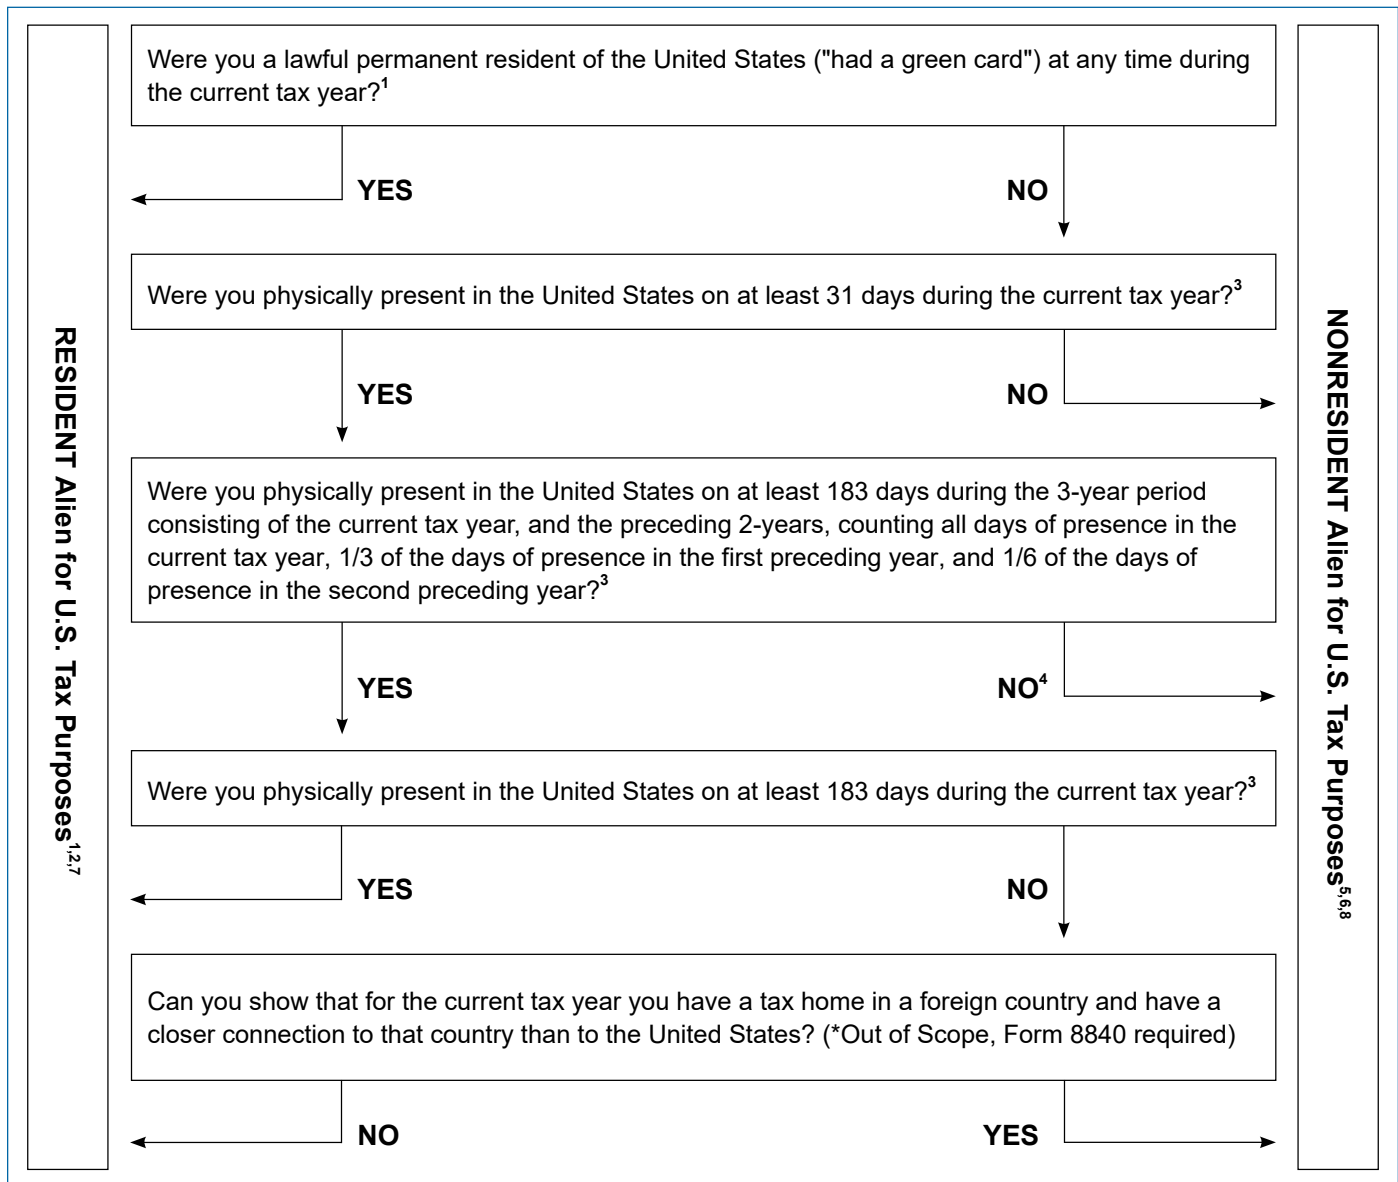 Were you a lawful permanent resident of the United States ("had a green card") at any time during
the current tax year?1
YES
NO
Were you physically present in the United States on at least 31 days during the current tax year?3
YES
NO
Were you physically present in the United States on at least 183 days during the 3-year period
consisting of the current tax year, and the preceding 2-years, counting all days of presence in the
current tax year, 1/3 of the days of presence in the first preceding year, and 1/6 of the days of
presence in the second preceding year?3
YES
NO4
Were you physically present in the United States on at least 183 days during the current tax year?3
YES
NO
Can you show that for the current tax year you have a tax home in a foreign country and have a
closer connection to that country than to the United States? (*Out of Scope, Form 8840 required)
NO
YES
RESIDENT Alien for U.S. Tax Purposes1,2,7
NONRESIDENT Alien for U.S. Tax Purposes5,6,8